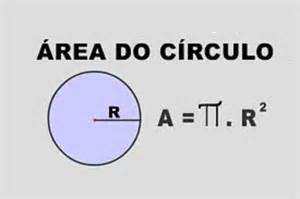 ÁREA DO CÍRCULO
R
A = π . R²